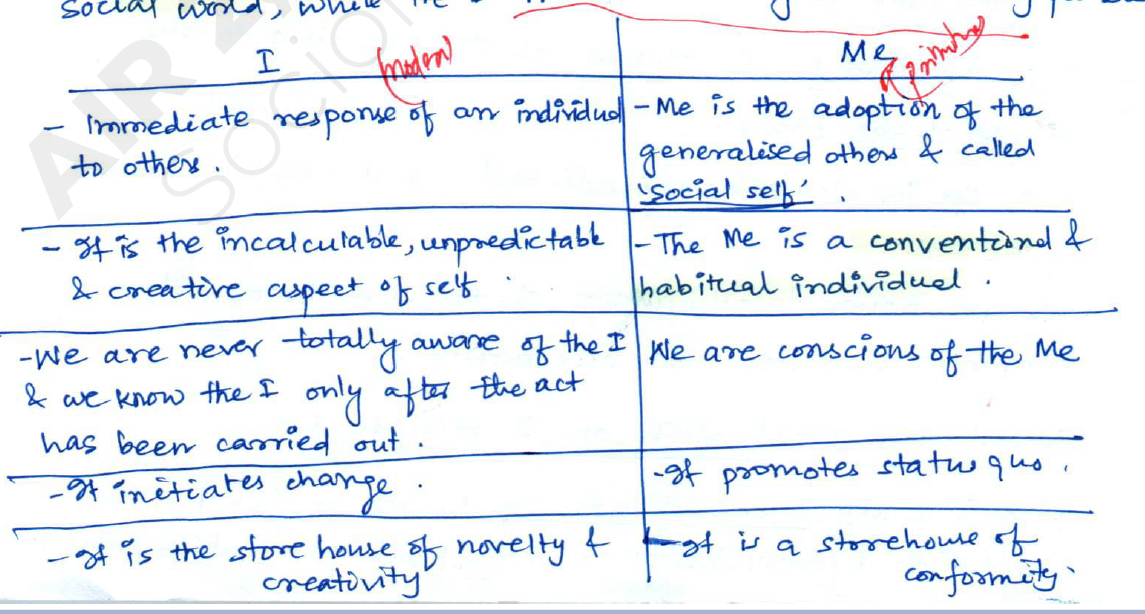 social world, while the
I (modern) Me (primitive)
- Immediate response of an individual
to others.
- Me is the adoption of the
generalised others & called
'social self'.
- It is the incalculable, unpredictable
& creative aspect of self.
- The Me is a conventional &
habitual individual.
- We are never totally aware of the I
& we know the I only after the act
has been carried out.
We are conscious of the Me
- It initiates change.
- It promotes status quo.
- It is the store house of novelty &
creativity
- It is a storehouse of
conformity.
AIR
Socio